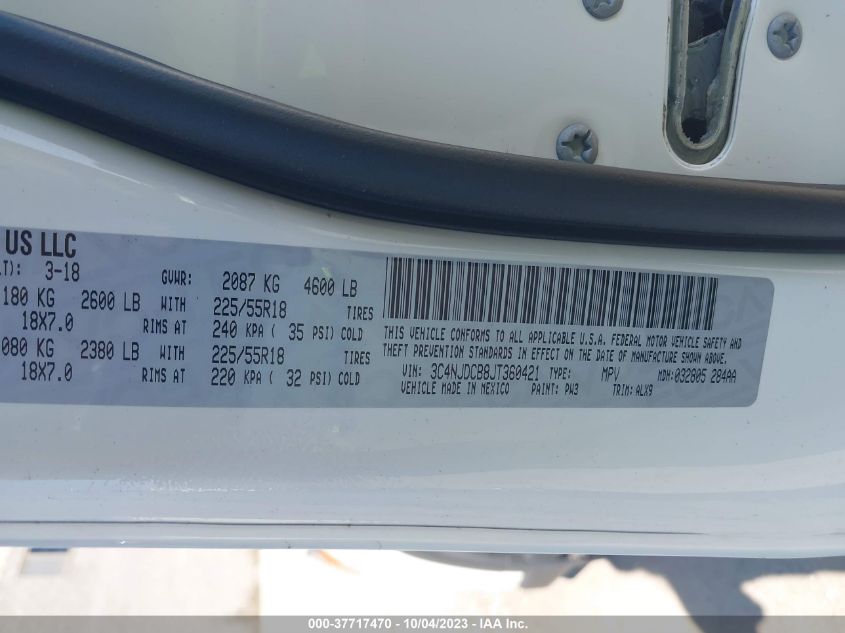 US LLC
LT): 3-18
GVWR: 2087 KG 4600 LB
180 KG 2600 LB WITH 225/55R18 TIRES
18X7.0 RIMS AT 240 KPA ( 35 PSI) COLD
080 KG 2380 LB WITH 225/55R18 TIRES
18X7.0 RIMS AT 220 KPA ( 32 PSI) COLD
THIS VEHICLE CONFORMS TO ALL APPLICABLE U.S.A. FEDERAL MOTOR VEHICLE SAFETY AND
THEFT PREVENTION STANDARDS IN EFFECT ON THE DATE OF MANUFACTURE SHOWN ABOVE.
VIN: 3C4NJDCB8JT360421 TYPE: MPV MDH: 032805 284AA
VEHICLE MADE IN MEXICO PAINT: PW3 TRIM: ALX9
000-37717470 - 10/04/2023 - IAA Inc.